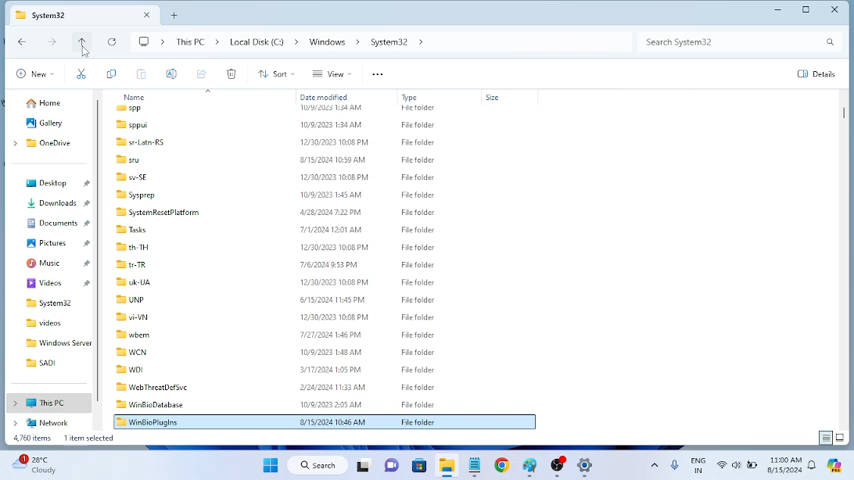 System32
This PC > Local Disk (C:) > Windows > System32 >
Search System32
New
Sort
View
Details
Name Date modified Type Size
Home
Gallery
OneDrive
Desktop
Downloads
Documents
Pictures
Music
Videos
System32
videos
Windows Server
SADI
This PC
Network
spp 10/9/2023 1:34 AM File folder
sppui 10/9/2023 1:34 AM File folder
sr-Latn-RS 12/30/2023 10:08 PM File folder
sru 8/15/2024 10:59 AM File folder
sv-SE 12/30/2023 10:08 PM File folder
Sysprep 10/9/2023 1:45 AM File folder
SystemResetPlatform 4/28/2024 7:22 PM File folder
Tasks 7/1/2024 12:01 AM File folder
th-TH 12/30/2023 10:08 PM File folder
tr-TR 7/6/2024 9:53 PM File folder
uk-UA 12/30/2023 10:08 PM File folder
UNP 6/15/2024 11:45 PM File folder
vi-VN 12/30/2023 10:08 PM File folder
wbem 7/27/2024 1:46 PM File folder
WCN 10/9/2023 1:48 AM File folder
WDI 3/17/2024 1:05 PM File folder
WebThreatDefSvc 2/24/2024 11:33 AM File folder
WinBioDatabase 10/9/2023 2:05 AM File folder
WinBioPlugIns 8/15/2024 10:46 AM File folder
4,760 items 1 item selected
1
28°C
Cloudy
Search
ENG
IN
11:00 AM
8/15/2024